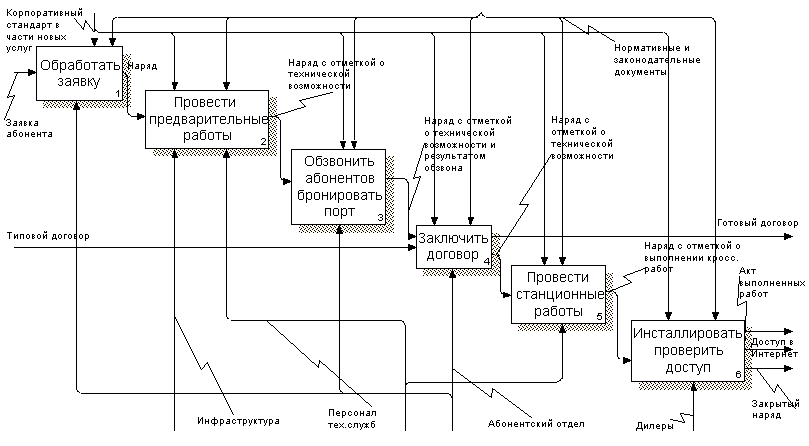 Корпоративный
стандарт в
части новых
услуг
Обработать
заявку
1
Наряд
Заявка
абонента
Провести
предварительные
работы
2
Наряд с отметкой о
технической
возможности
Обзвонить
абонентов
бронировать
порт
3
Наряд с отметкой
о технической
возможности и
результатом
обзвона
Наряд с
отметкой о
технической
возможности
Нормативные и
законодательные
документы
Типовой договор
Заключить
договор
4
Готовый договор
Провести
станционные
работы
5
Наряд с отметкой о
выполнении кросс.
работ
Акт
выполненных
работ
Инсталлировать
проверить
доступ
6
Доступ в
Интернет
Закрытый
наряд
Инфраструктура
Персонал
тех.служб
Абонентский отдел
Дилеры